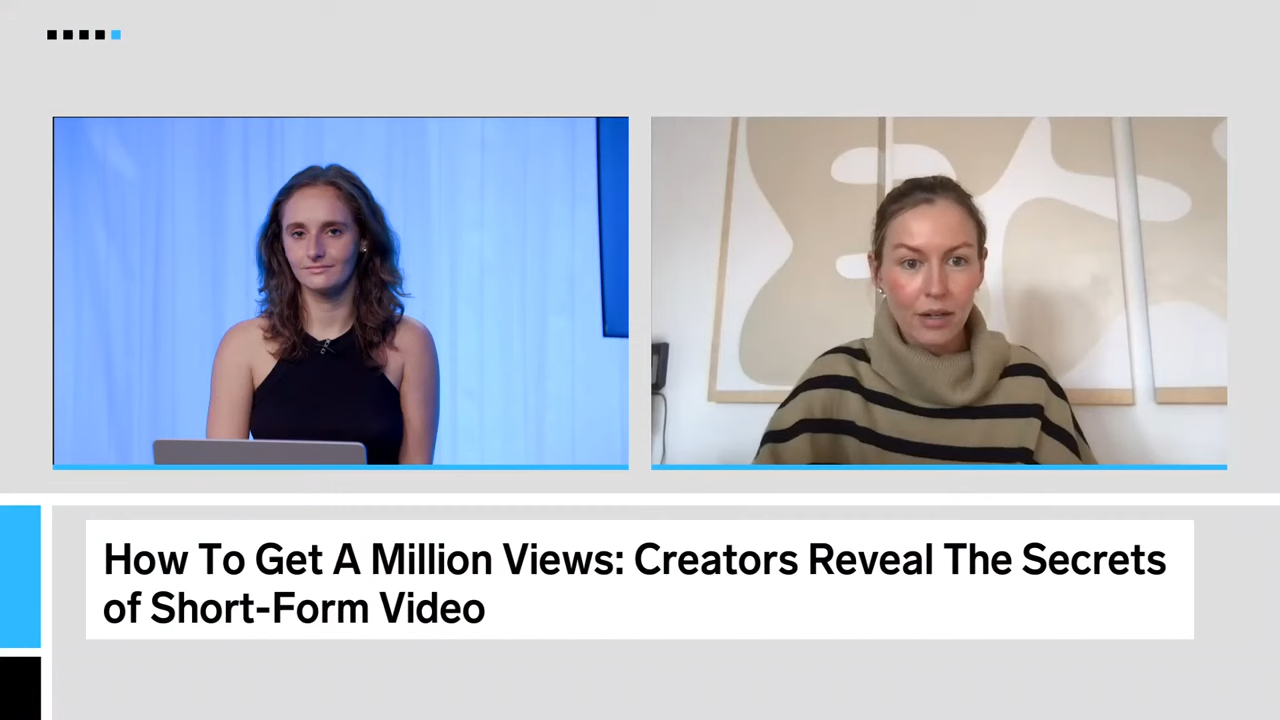 How To Get A Million Views: Creators Reveal The Secrets
of Short-Form Video